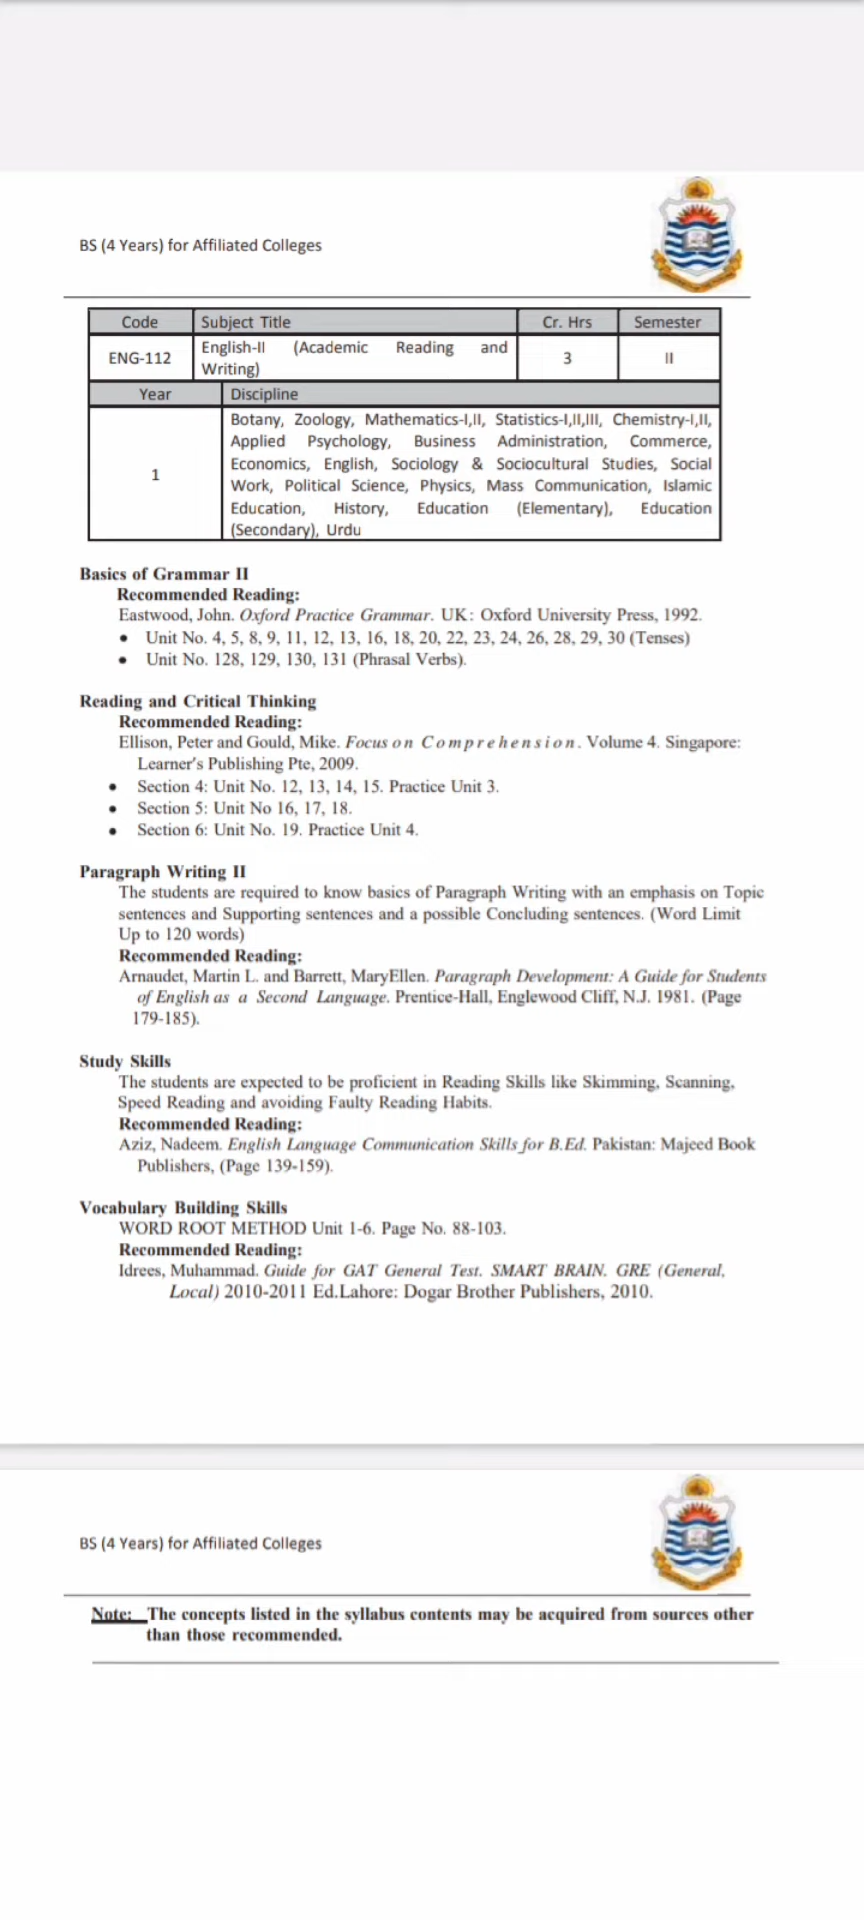 BS (4 Years) for Affiliated Colleges
Code Subject Title Cr. Hrs Semester
ENG-112 English-II (Academic Reading and Writing) 3 II
Year Discipline
1
Botany, Zoology, Mathematics-I,II, Statistics-I,II,III, Chemistry-I,II,
Applied Psychology, Business Administration, Commerce,
Economics, English, Sociology & Sociocultural Studies, Social
Work, Political Science, Physics, Mass Communication, Islamic
Education, History, Education (Elementary), Education
(Secondary), Urdu
Basics of Grammar II
Recommended Reading:
Eastwood, John. Oxford Practice Grammar. UK: Oxford University Press, 1992.
• Unit No. 4, 5, 8, 9, 11, 12, 13, 16, 18, 20, 22, 23, 24, 26, 28, 29, 30 (Tenses)
• Unit No. 128, 129, 130, 131 (Phrasal Verbs).
Reading and Critical Thinking
Recommended Reading:
Ellison, Peter and Gould, Mike. Focus on Comprehension. Volume 4. Singapore:
Learner's Publishing Pte, 2009.
• Section 4: Unit No. 12, 13, 14, 15. Practice Unit 3.
• Section 5: Unit No 16, 17, 18.
• Section 6: Unit No. 19. Practice Unit 4.
Paragraph Writing II
The students are required to know basics of Paragraph Writing with an emphasis on Topic
sentences and Supporting sentences and a possible Concluding sentences. (Word Limit
Up to 120 words)
Recommended Reading:
Arnaudet, Martin L. and Barrett, MaryEllen. Paragraph Development: A Guide for Students
of English as a Second Language. Prentice-Hall, Englewood Cliff, N.J. 1981. (Page
179-185).
Study Skills
The students are expected to be proficient in Reading Skills like Skimming, Scanning,
Speed Reading and avoiding Faulty Reading Habits.
Recommended Reading:
Aziz, Nadeem. English Language Communication Skills for B.Ed. Pakistan: Majeed Book
Publishers, (Page 139-159).
Vocabulary Building Skills
WORD ROOT METHOD Unit 1-6. Page No. 88-103.
Recommended Reading:
Idrees, Muhammad. Guide for GAT General Test. SMART BRAIN. GRE (General,
Local) 2010-2011 Ed.Lahore: Dogar Brother Publishers, 2010.
BS (4 Years) for Affiliated Colleges
Note: The concepts listed in the syllabus contents may be acquired from sources other
than those recommended.